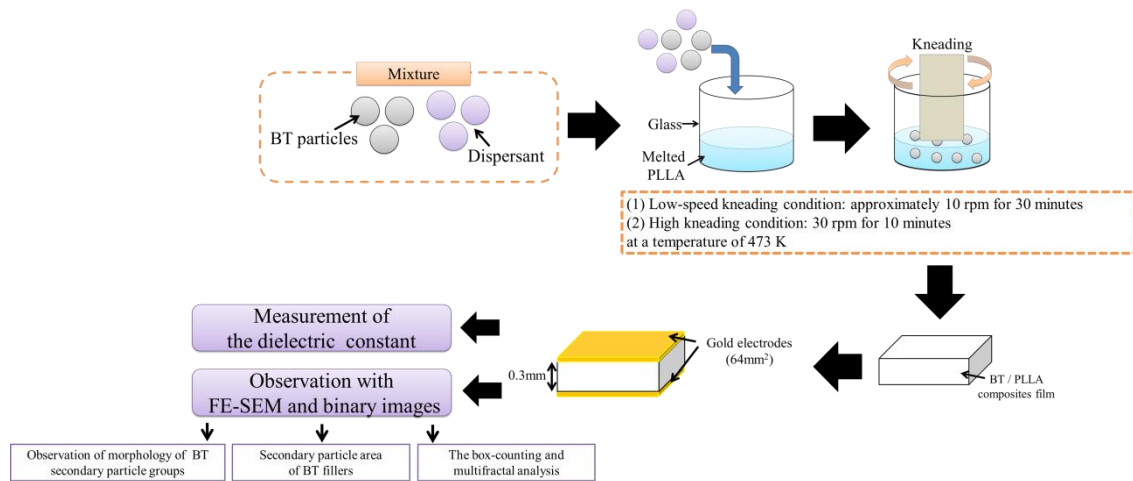 Mixture
BT particles
Dispersant
Glass
Melted
PLLA
Kneading
(1) Low-speed kneading condition: approximately 10 rpm for 30 minutes
(2) High kneading condition: 30 rpm for 10 minutes
at a temperature of 473 K
BT / PLLA
composites film
Gold electrodes
(64mm²)
0.3mm
Measurement of
the dielectric constant
Observation with
FE-SEM and binary images
Observation of morphology of BT
secondary particle groups
Secondary particle area
of BT fillers
The box-counting and
multifractal analysis